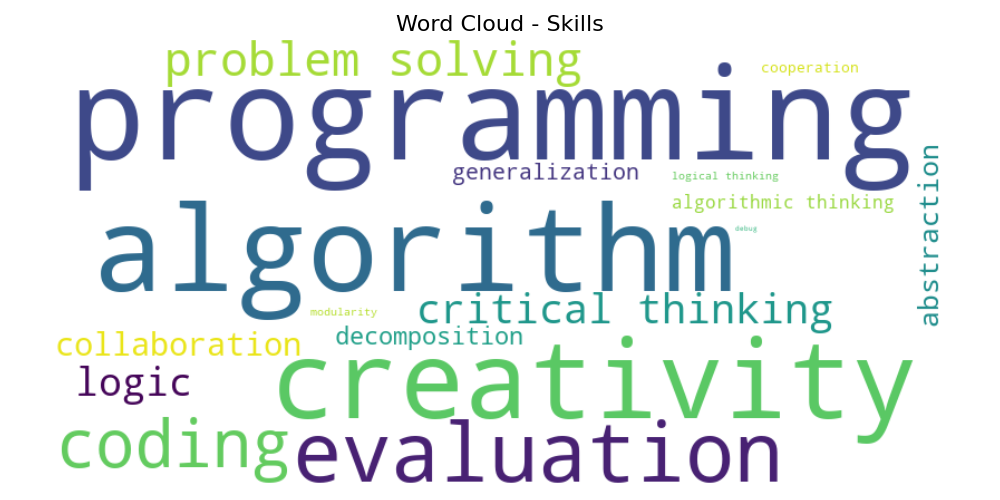 Word Cloud - Skills
problem solving
cooperation
programming
generalization
logical thinking
algorithmic thinking
abstraction
algorithm
debug
modularity
critical thinking
collaboration
decomposition
logic
creativity
coding
evaluation